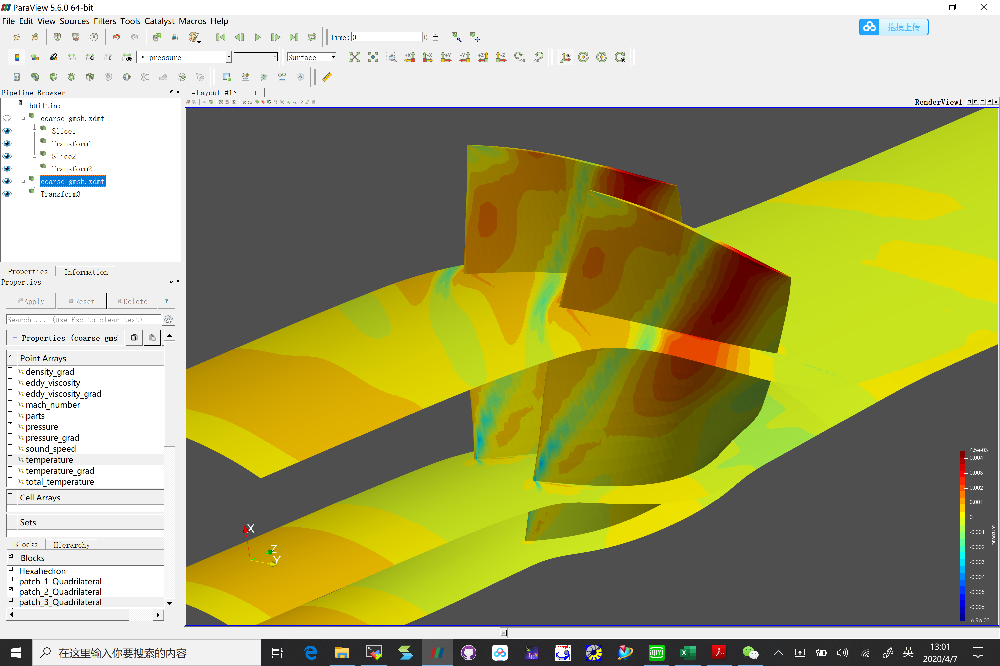 ParaView 5.6.0 64-bit
File Edit View Sources Filters Tools Catalyst Macros Help
拖拽上传
Time: 0 0
pressure Surface +X -X +Y -Y +Z -Z +90 -90
Pipeline Browser
Layout #1 +
3D
RenderView1
builtin:
coarse-gmsh.xdmf
Slice1
Transform1
Slice2
Transform2
coarse-gmsh.xdmf
Transform3
Properties Information
Properties
Apply Reset Delete ?
Search ... (use Esc to clear text)
Properties (coarse-gms
Point Arrays
density_grad
eddy_viscosity
eddy_viscosity_grad
mach_number
parts
pressure
pressure_grad
sound_speed
temperature
temperature_grad
total_temperature
Cell Arrays
Sets
Blocks Hierarchy
Blocks
Hexahedron
patch_1_Quadrilateral
patch_2_Quadrilateral
patch_3_Quadrilateral
X
Z
Y
4.5e-03
0.004
0.003
0.002
0.001
0
-0.001
-0.002
-0.003
-0.004
-0.005
-0.006
-6.9e-03
pressure
在这里输入你要搜索的内容
TEX
Concepts
iQIY
英
13:01
2020/4/7